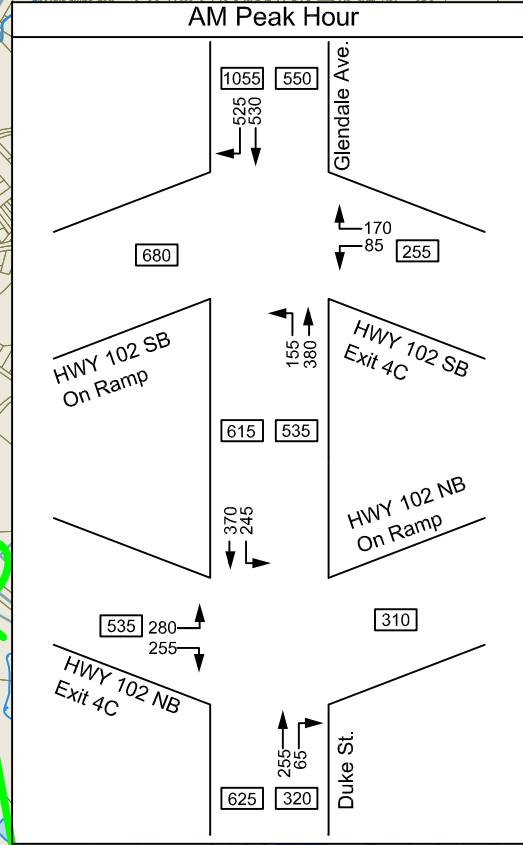 AM Peak Hour
1055 550
525
530
Glendale Ave.
170
85 255
680
155
380
HWY 102 SB
Exit 4C
HWY 102 SB
On Ramp
615 535
370
245
HWY 102 NB
On Ramp
535 280
255
310
HWY 102 NB
Exit 4C
255
65
Duke St.
625 320